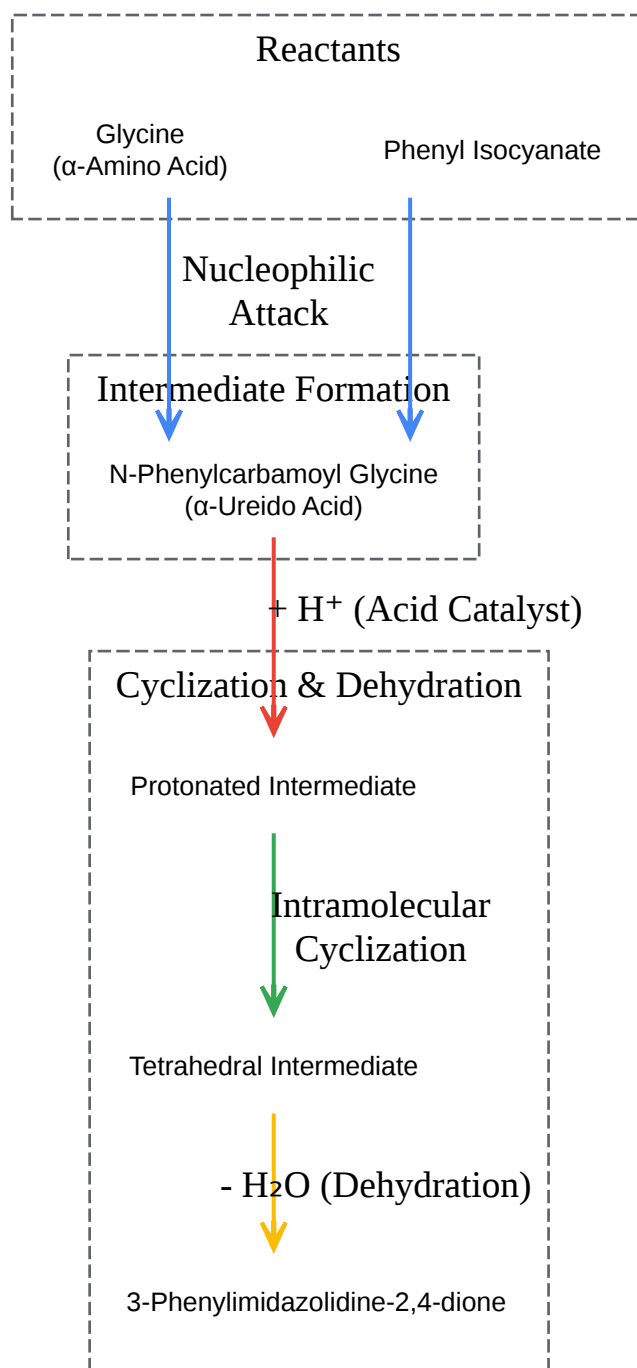 Reactants
Glycine
(α-Amino Acid)
Phenyl Isocyanate
Nucleophilic
Attack
Intermediate Formation
N-Phenylcarbamoyl Glycine
(α-Ureido Acid)
+ H⁺ (Acid Catalyst)
Cyclization & Dehydration
Protonated Intermediate
Intramolecular
Cyclization
Tetrahedral Intermediate
- H₂O (Dehydration)
3-Phenylimidazolidine-2,4-dione